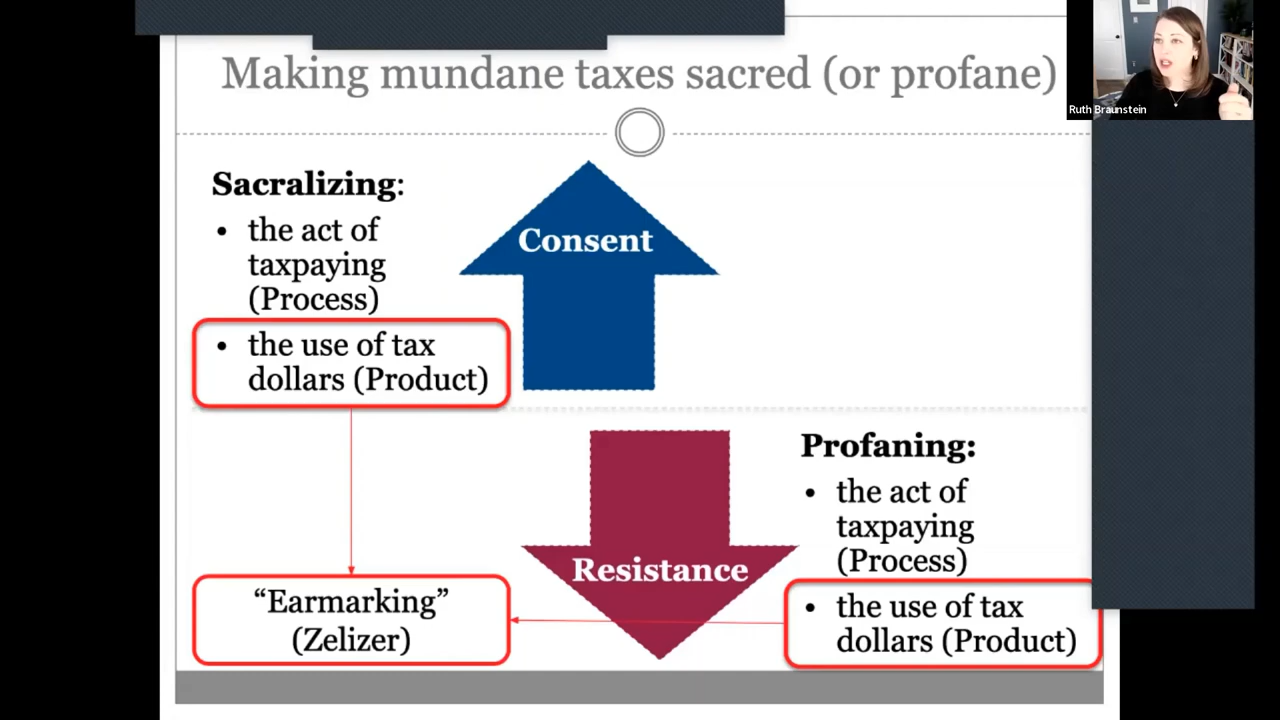 Making mundane taxes sacred (or profane)
Ruth Braunstein
Sacralizing:
• the act of
taxpaying
(Process)
• the use of tax
dollars (Product)
Consent
Profaning:
• the act of
taxpaying
(Process)
• the use of tax
dollars (Product)
Resistance
“Earmarking”
(Zelizer)